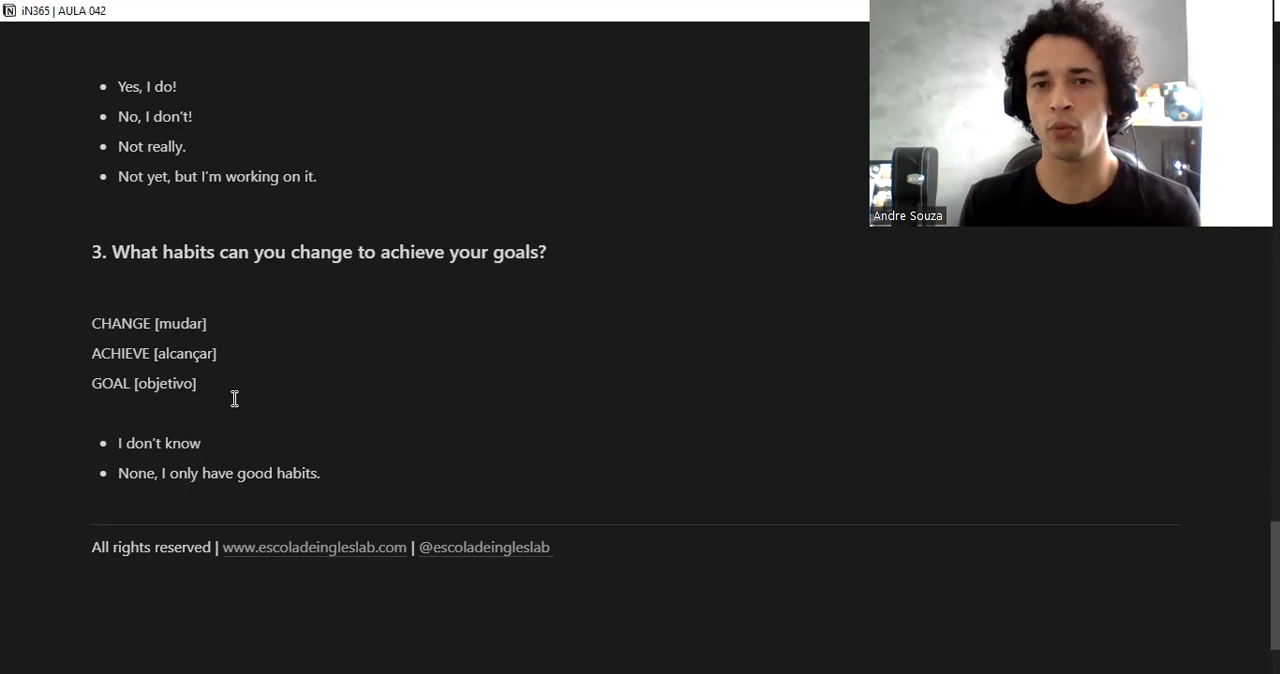 iN365 | AULA 042
Yes, I do!
No, I don't!
Not really.
Not yet, but I'm working on it.
Andre Souza
3. What habits can you change to achieve your goals?
CHANGE [mudar]
ACHIEVE [alcançar]
GOAL [objetivo]
I don't know
None, I only have good habits.
All rights reserved | www.escoladeingleslab.com | @escoladeingleslab